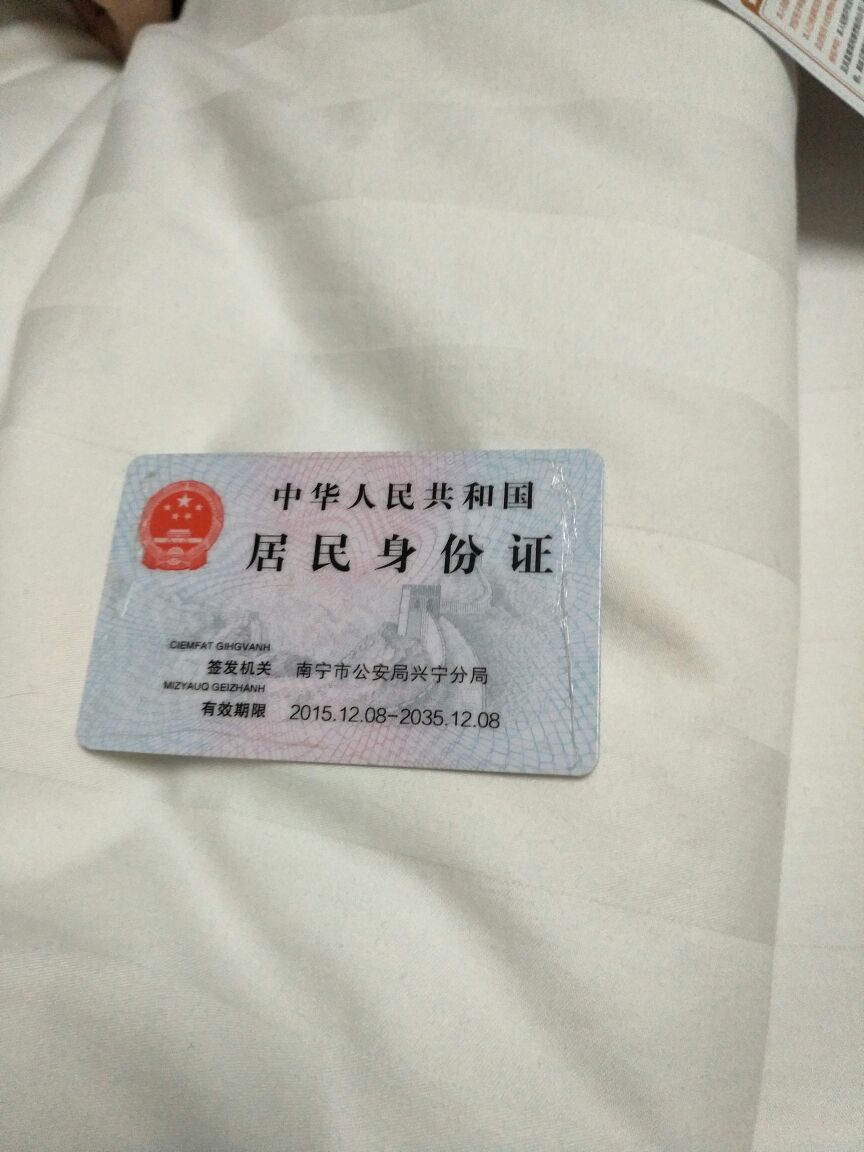 中华人民共和国
居民身份证
CIEMFAT GIHGVANH
签发机关 南宁市公安局兴宁分局
MIZYAUQ GEIZHANH
有效期限 2015.12.08-2035.12.08